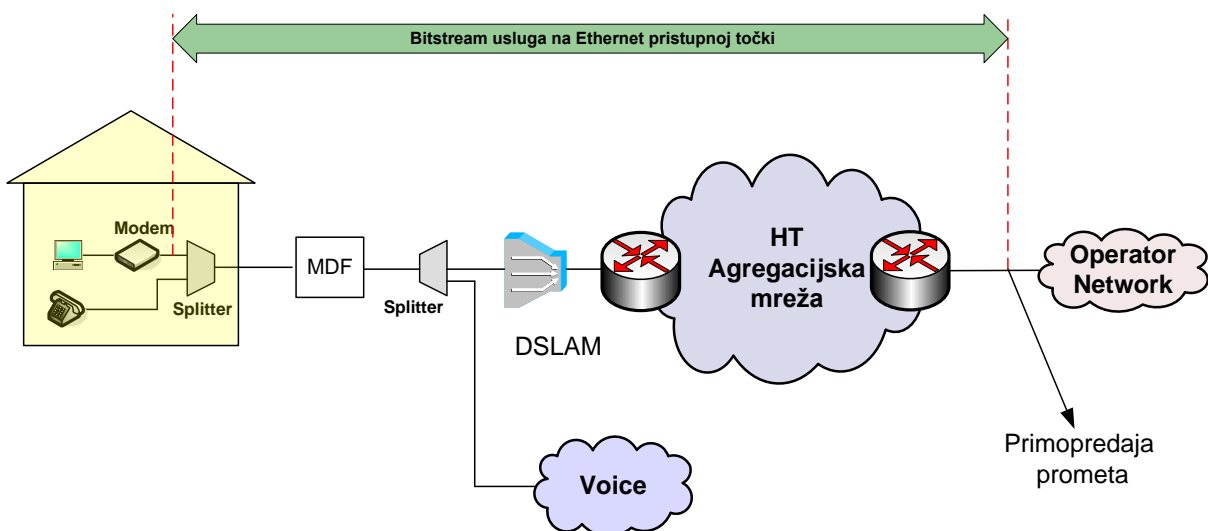 Bitstream usluga na Ethernet pristupnoj točki
Modem
Splitter
MDF
Splitter
DSLAM
HT
Agregacijska
mreža
Operator
Network
Primopredaja
prometa
Voice